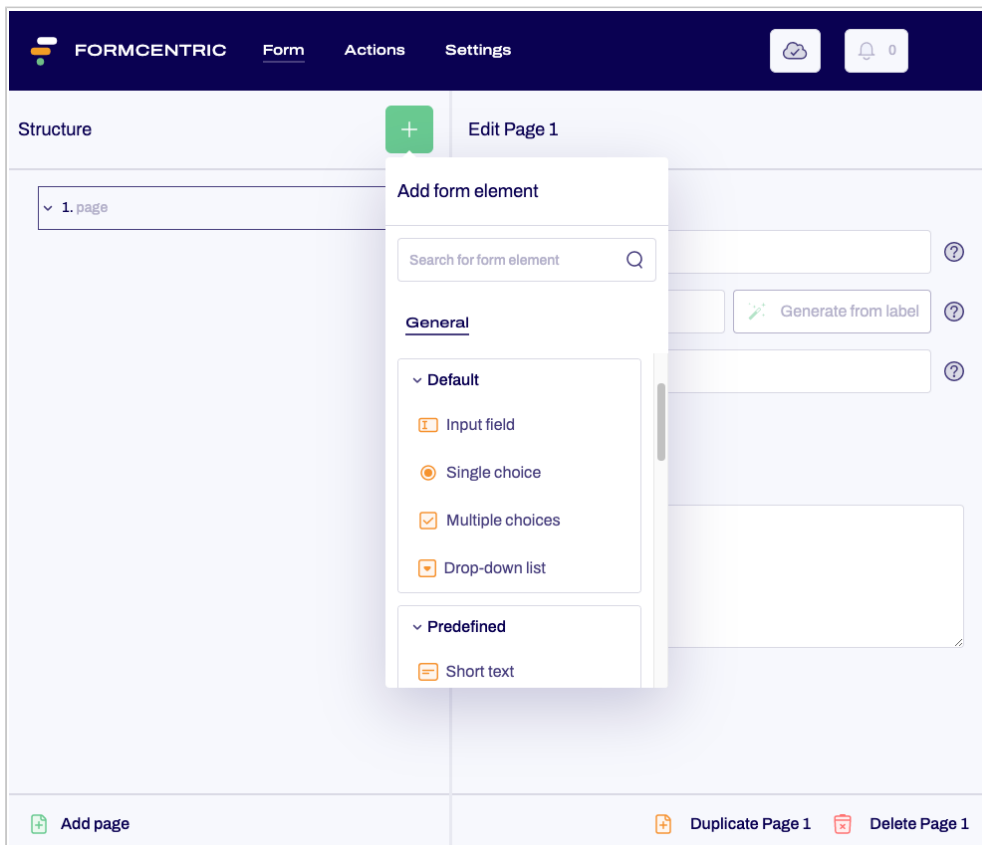 FORMCENTRIC Form Actions Settings 0
Structure
Edit Page 1
1. page
Add form element
Search for form element
General
Default
Input field
Single choice
Multiple choices
Drop-down list
Predefined
Short text
?
Generate from label ?
?
Add page
Duplicate Page 1 Delete Page 1